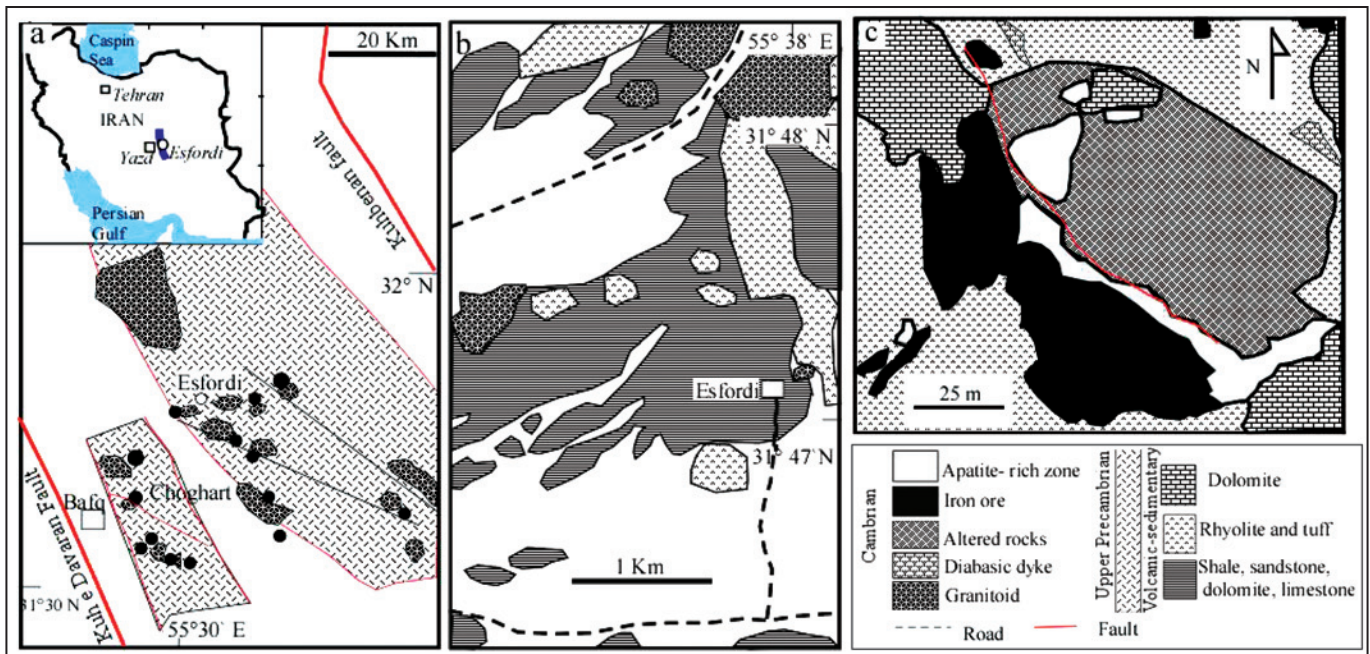 a
20 Km
Caspin
Sea
Tehran
IRAN
Yazd
Esfordi
Persian
Gulf
Kuhbenan fault
32° N
Esfordi
Choghart
Bafq
Kuh e Davaran Fault
31°30 N
55°30` E
b
55° 38` E
31° 48` N
Esfordi
31° 47`N
1 Km
c
N
25 m
Cambrian
Apatite- rich zone
Iron ore
Altered rocks
Diabasic dyke
Granitoid
Upper Precambrian
Volcanic-sedimentary
Dolomite
Rhyolite and tuff
Shale, sandstone,
dolomite, limestone
Road
Fault